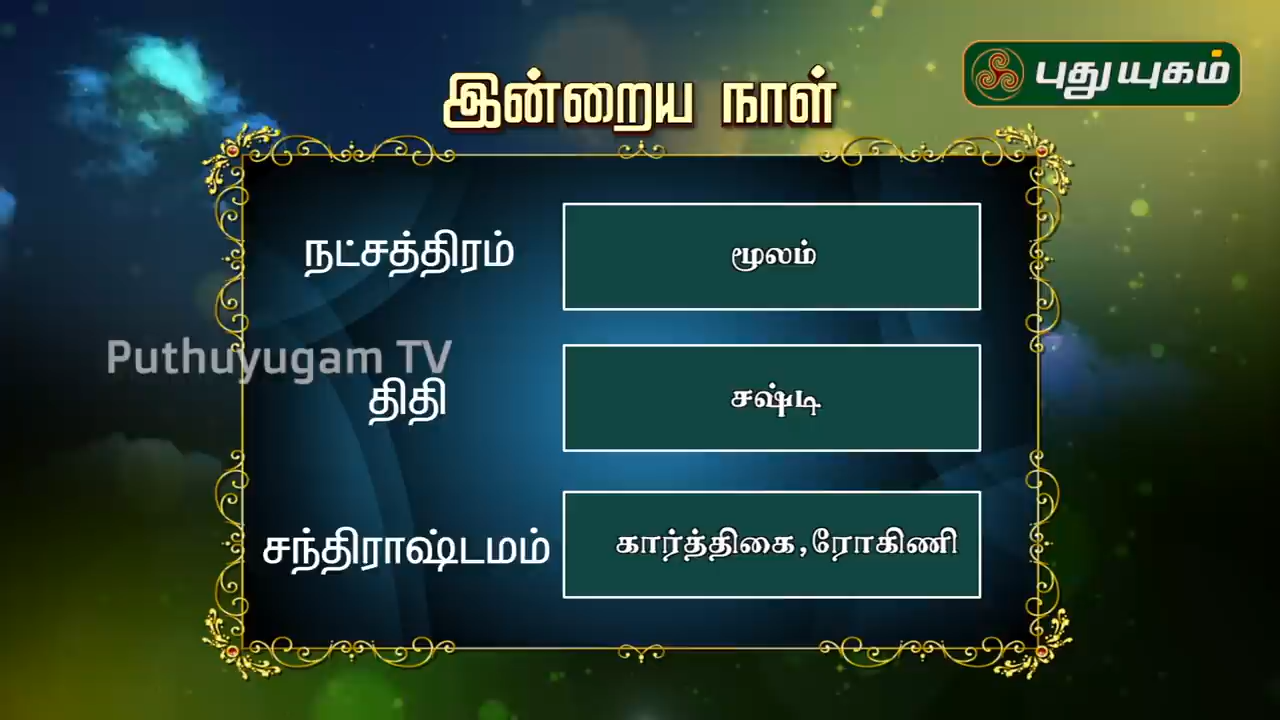 இன்றைய நாள்
புதுயுகம்
நட்சத்திரம்
மூலம்
Puthuyugam TV
திதி
சஷ்டி
சந்திராஷ்டமம்
கார்த்திகை,ரோகிணி